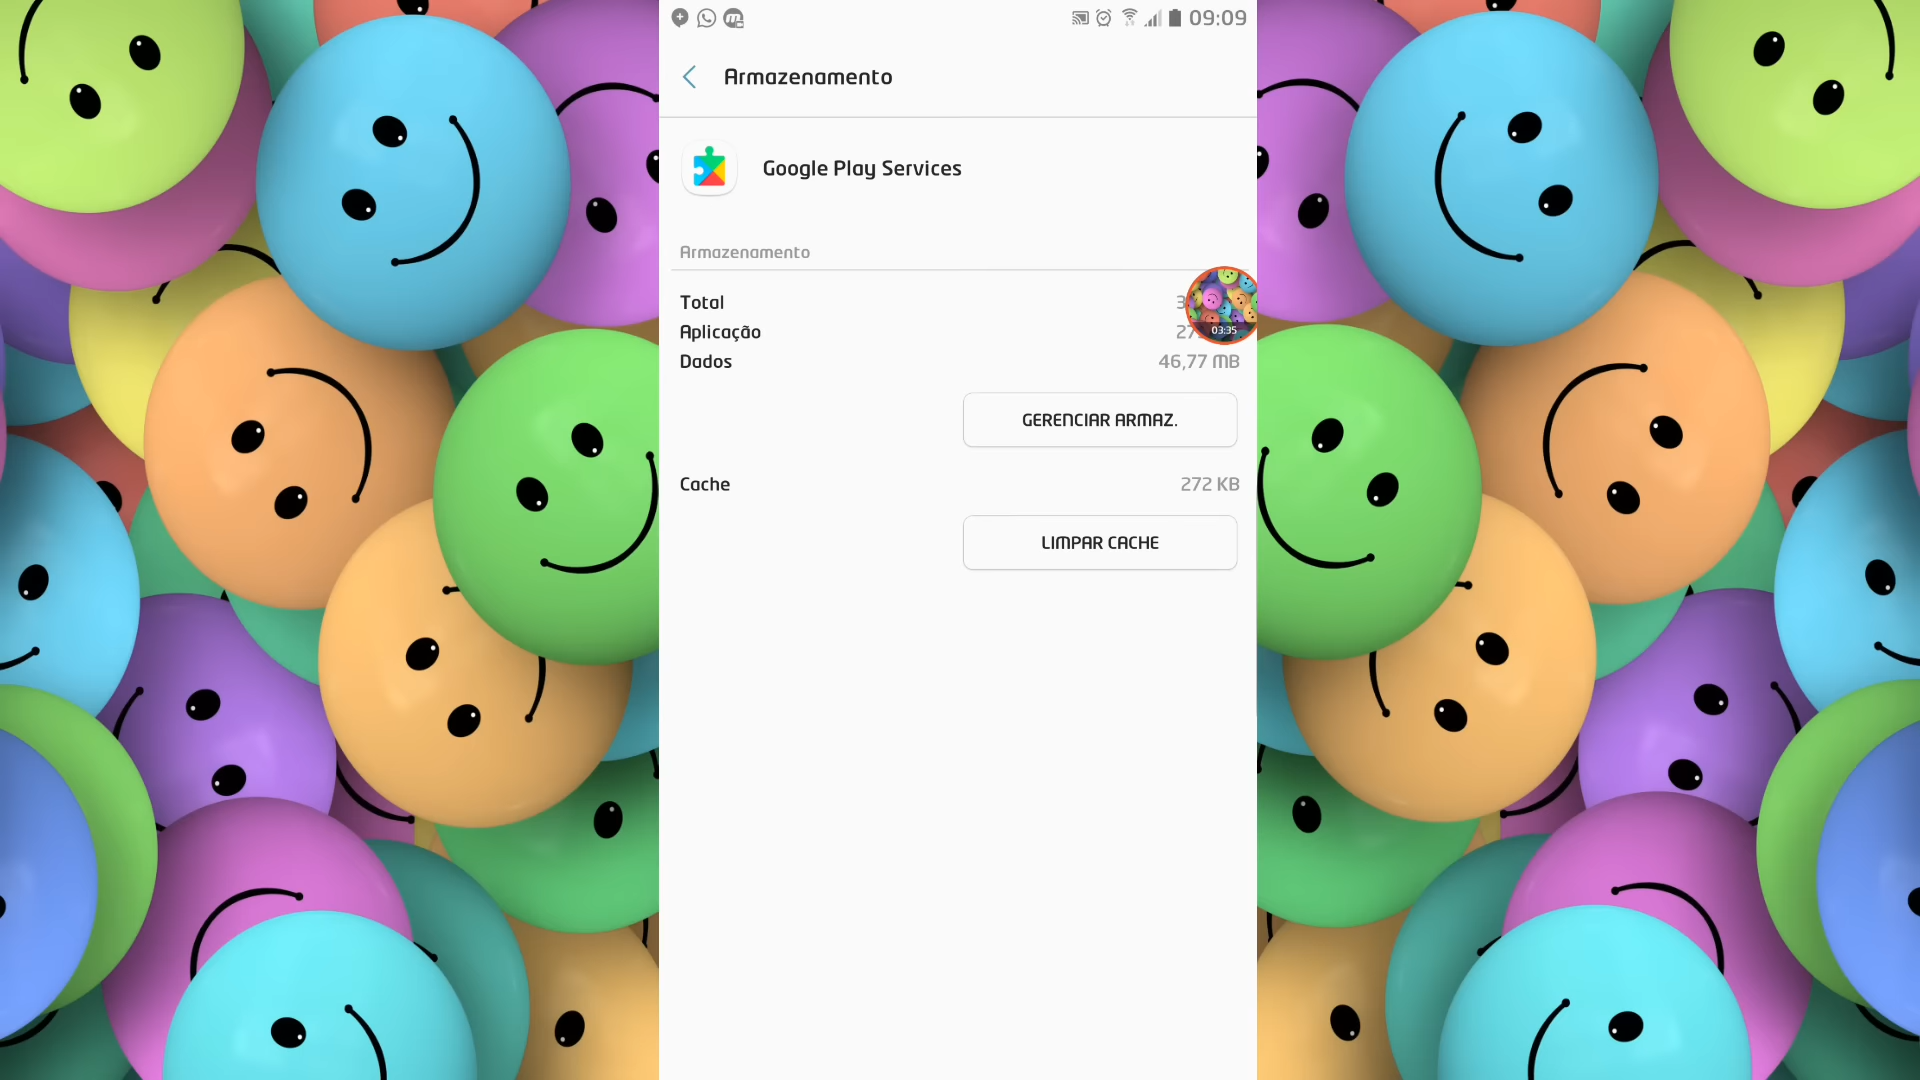 09:09
Armazenamento
Google Play Services
Armazenamento
Total
03:35
Aplicação
Dados 46,77 MB
GERENCIAR ARMAZ.
Cache 272 KB
LIMPAR CACHE